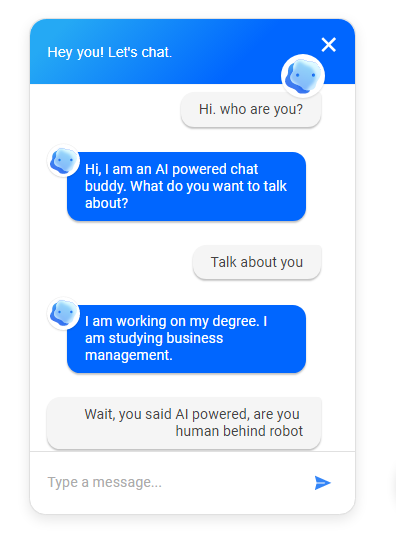 Hey you! Let's chat.
Hi. who are you?
Hi, I am an AI powered chat
buddy. What do you want to talk
about?
Talk about you
I am working on my degree. I
am studying business
management.
Wait, you said AI powered, are you
human behind robot
Type a message...